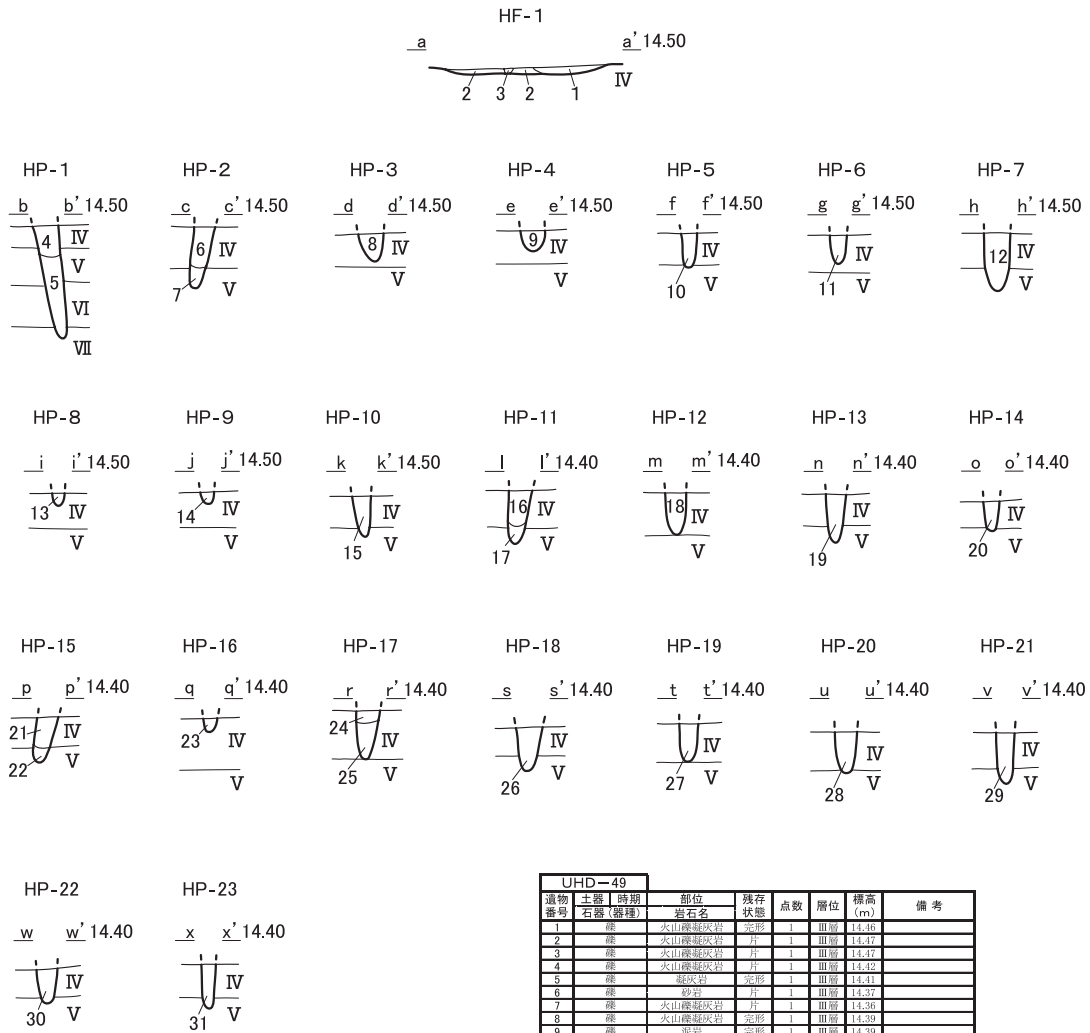 HF-1
a a' 14.50
IV
2 3 2 1
HP-1 HP-2 HP-3 HP-4 HP-5 HP-6 HP-7
b b' 14.50 c c' 14.50 d d' 14.50 e e' 14.50 f f' 14.50 g g' 14.50 h h' 14.50
4 IV 6 IV 8 IV 9 IV IV IV 12 IV
V 7 V V V 10 V 11 V V
5
VI
VII
HP-8 HP-9 HP-10 HP-11 HP-12 HP-13 HP-14
i i' 14.50 j j' 14.50 k k' 14.50 l l' 14.40 m m' 14.40 n n' 14.40 o o' 14.40
13 IV 14 IV IV 16 IV 18 IV IV IV
V V 15 V 17 V V 19 V 20 V
HP-15 HP-16 HP-17 HP-18 HP-19 HP-20 HP-21
p p' 14.40 q q' 14.40 r r' 14.40 s s' 14.40 t t' 14.40 u u' 14.40 v v' 14.40
21 IV 23 IV 24 IV IV IV IV IV
22 V V 25 V 26 V 27 V 28 V 29 V
HP-22 HP-23
w w' 14.40 x x' 14.40
IV IV
30 V 31 V
UHD-49
遺物番号 土器 時期 石器(器種) 部位 岩石名 残存状態 点数 層位 標高(m) 備考
1 礫 火山礫凝灰岩 完形 1 Ⅲ層 14.46
2 礫 火山礫凝灰岩 片 1 Ⅲ層 14.47
3 礫 火山礫凝灰岩 片 1 Ⅲ層 14.47
4 礫 火山礫凝灰岩 片 1 Ⅲ層 14.42
5 礫 凝灰岩 完形 1 Ⅲ層 14.41
6 礫 砂岩 片 1 Ⅲ層 14.37
7 礫 火山礫凝灰岩 片 1 Ⅲ層 14.36
8 礫 火山礫凝灰岩 完形 1 Ⅲ層 14.39
9 礫 泥岩 完形 1 Ⅲ層 14.39